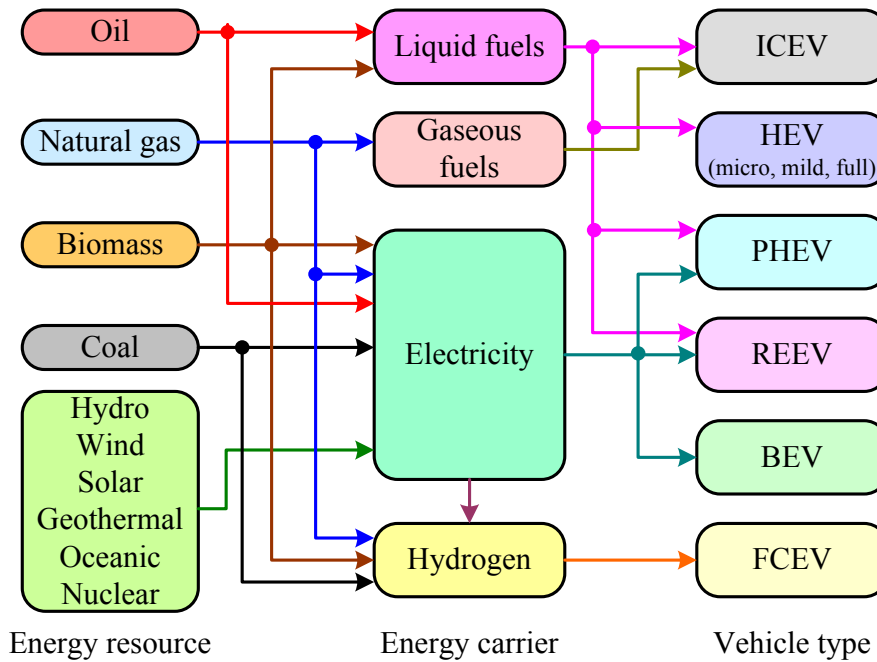 Oil
Natural gas
Biomass
Coal
Hydro
Wind
Solar
Geothermal
Oceanic
Nuclear
Energy resource
Liquid fuels
Gaseous
fuels
Electricity
Hydrogen
Energy carrier
ICEV
HEV
(micro, mild, full)
PHEV
REEV
BEV
FCEV
Vehicle type